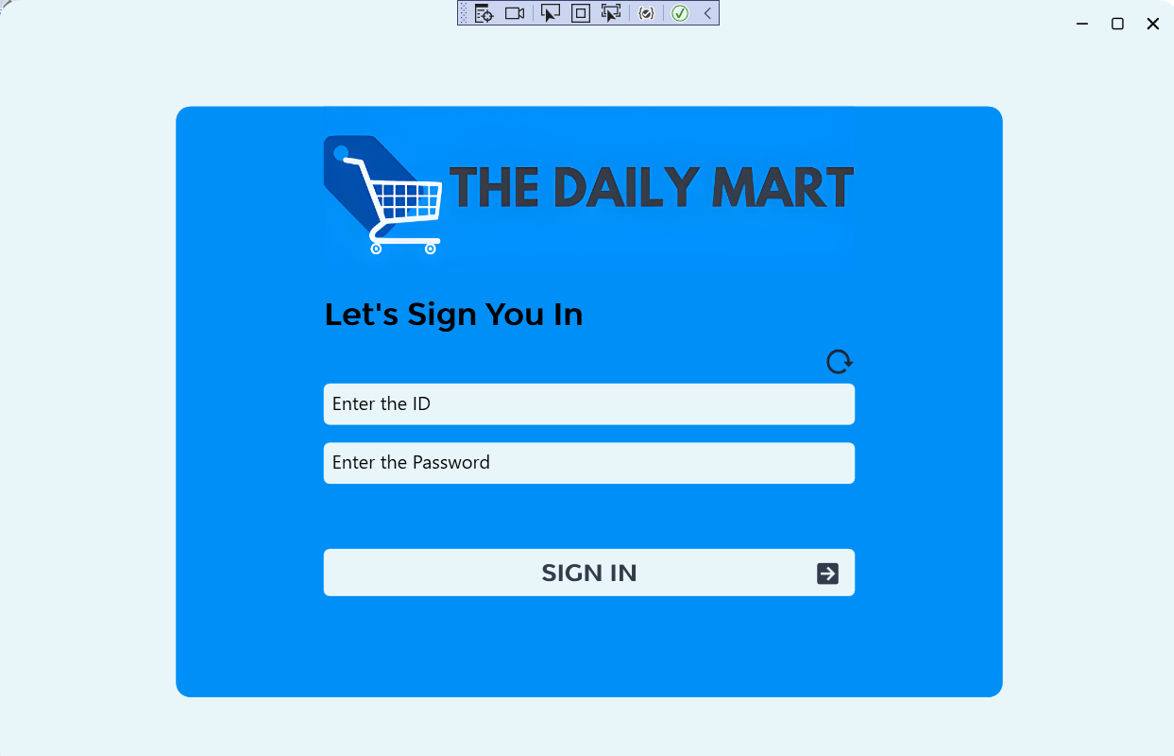 THE DAILY MART
Let's Sign You In
Enter the ID
Enter the Password
SIGN IN